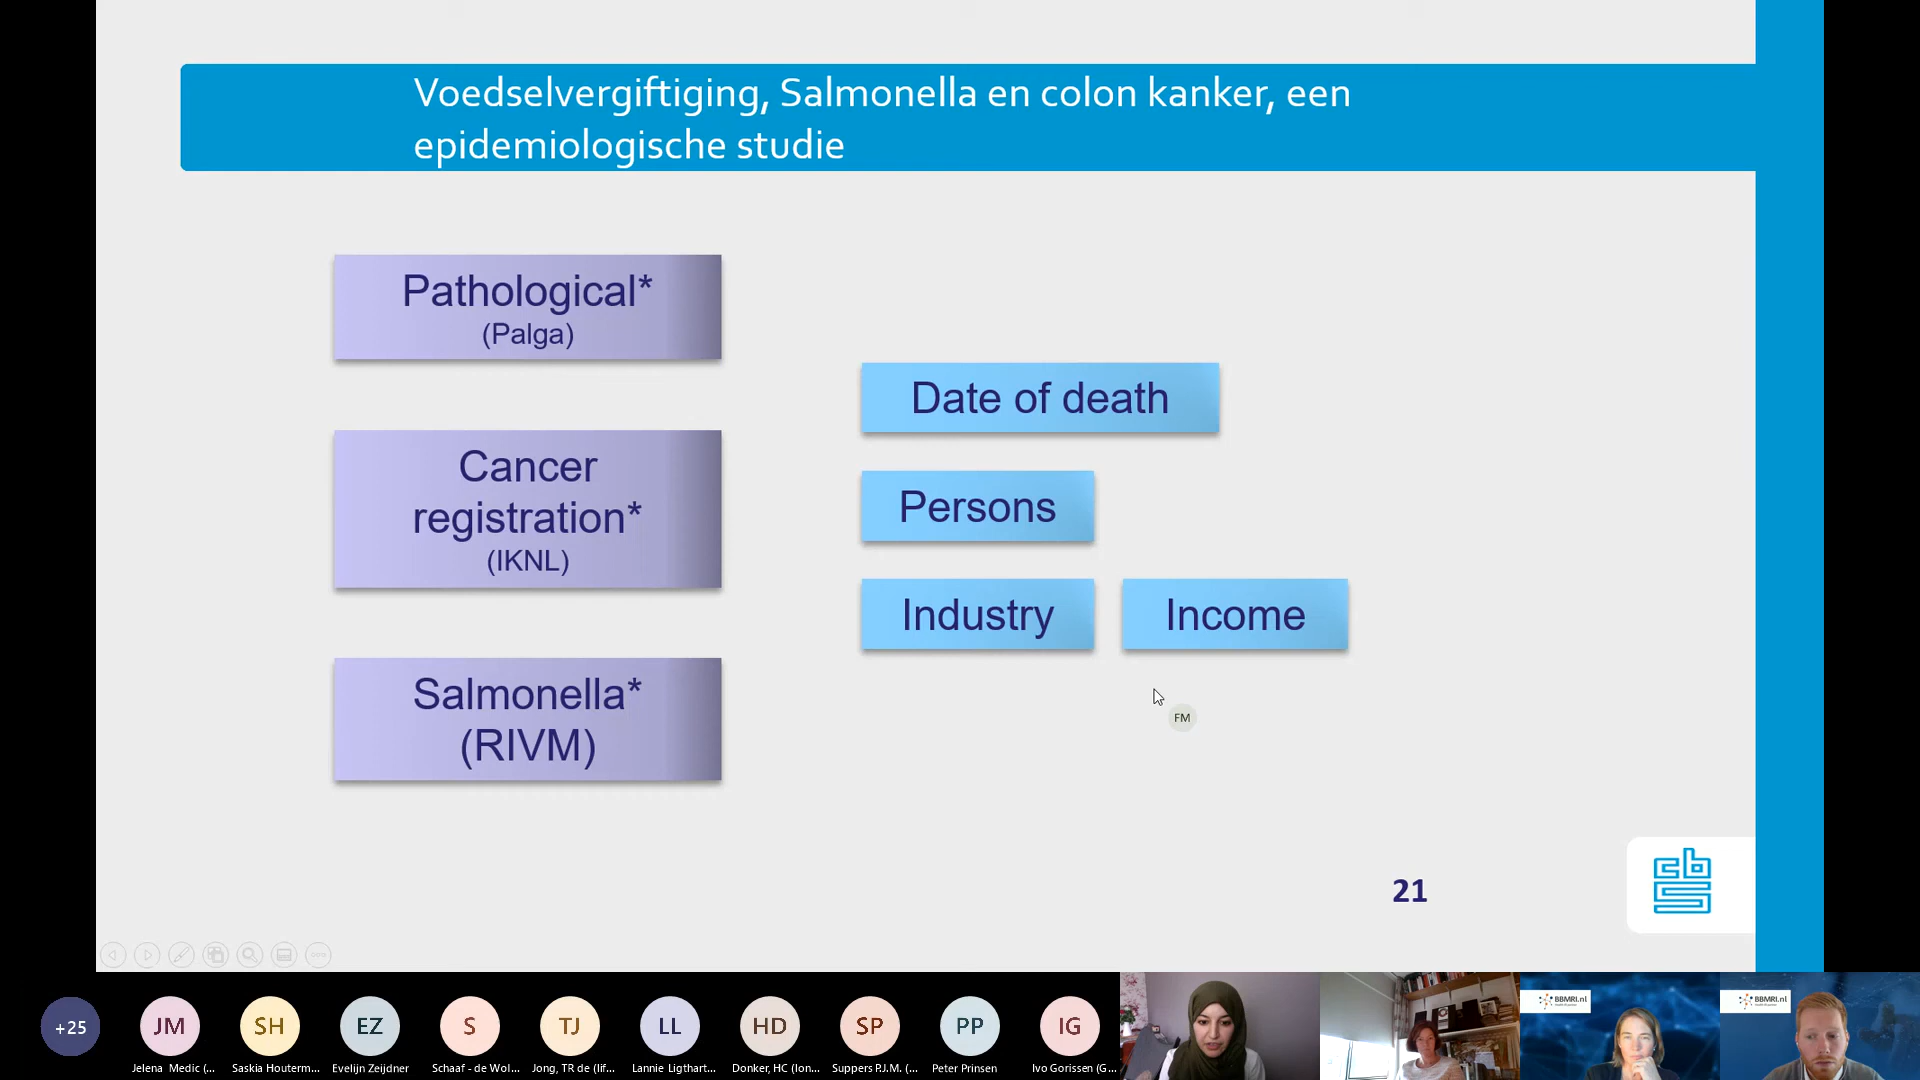 Voedselvergiftiging, Salmonella en colon kanker, een
epidemiologische studie
Pathological*
(Palga)
Cancer
registration*
(IKNL)
Salmonella*
(RIVM)
Date of death
Persons
Industry
Income
FM
21
cbs
+25
JM
SH
EZ
S
TJ
LL
HD
SP
PP
IG
Jelena Medic (...
Saskia Houterm...
Evelijn Zeijdner
Schaaf - de Wol...
Jong, TR de (lif...
Lannie Ligthart...
Donker, HC (lon...
Suppers P.J.M. (...
Peter Prinsen
Ivo Gorissen (G...
BBMRI.nl
BBMRI.nl